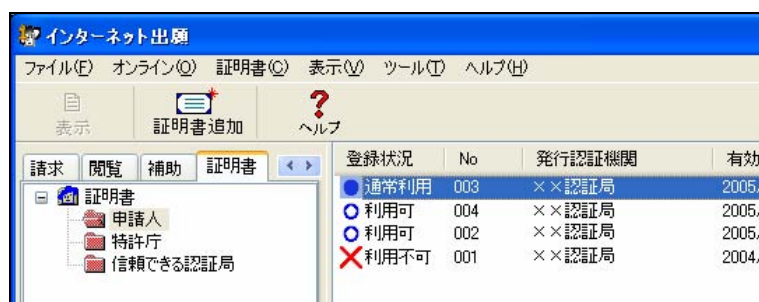 インターネット出願
ファイル(F) オンライン(O) 証明書(C) 表示(V) ツール(T) ヘルプ(H)
表示 証明書追加 ヘルプ
請求 閲覧 補助 証明書
証明書
申請人
特許庁
信頼できる認証局
登録状況 No 発行認証機関 有効
通常利用 003 ××認証局 2005/
利用可 004 ××認証局 2005/
利用可 002 ××認証局 2005/
利用不可 001 ××認証局 2004/